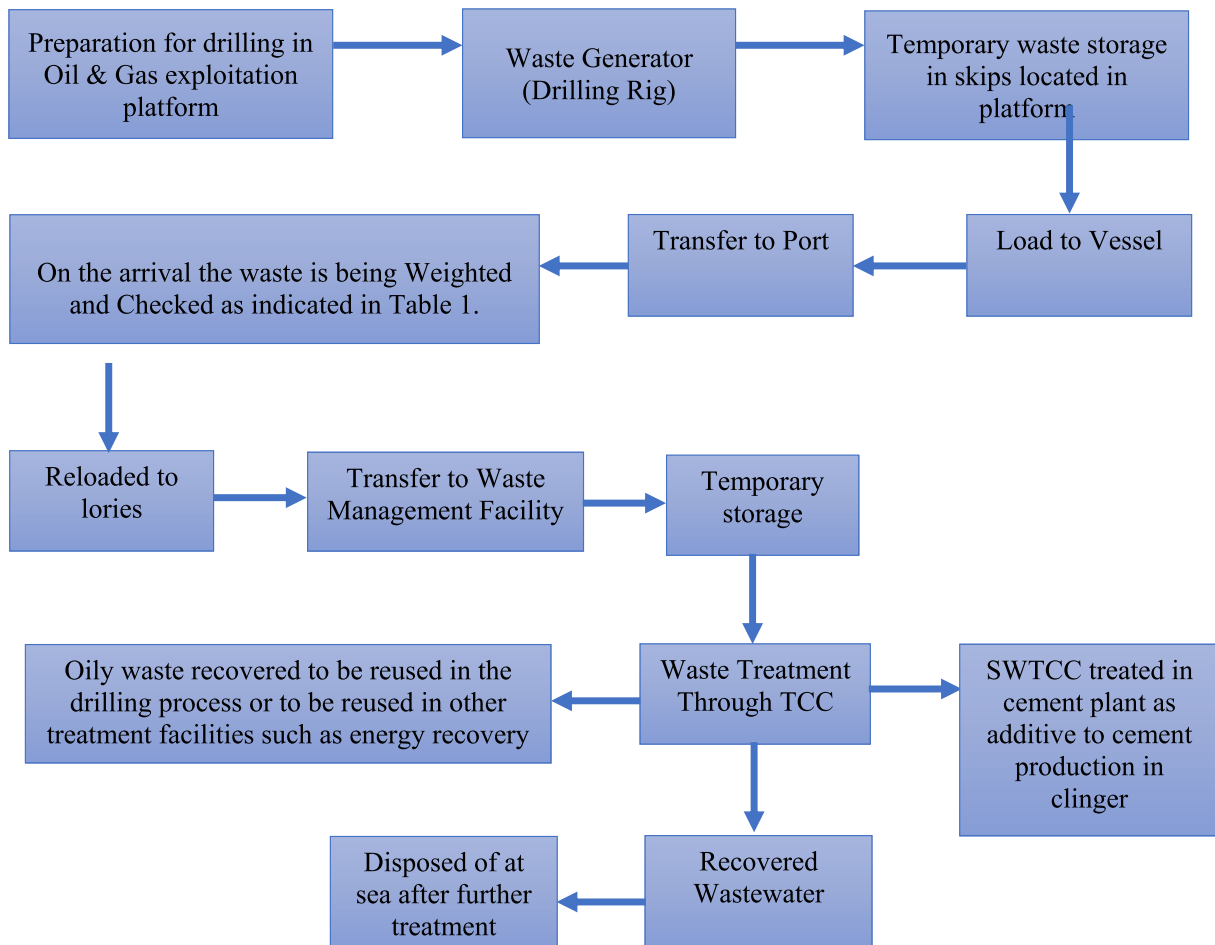 Preparation for drilling in
Oil & Gas exploitation
platform
Waste Generator
(Drilling Rig)
Temporary waste storage
in skips located in
platform
Load to Vessel
Transfer to Port
On the arrival the waste is being Weighted
and Checked as indicated in Table 1.
Reloaded to
lories
Transfer to Waste
Management Facility
Temporary
storage
Waste Treatment
Through TCC
Oily waste recovered to be reused in the
drilling process or to be reused in other
treatment facilities such as energy recovery
SWTCC treated in
cement plant as
additive to cement
production in
clinger
Recovered
Wastewater
Disposed of at
sea after further
treatment